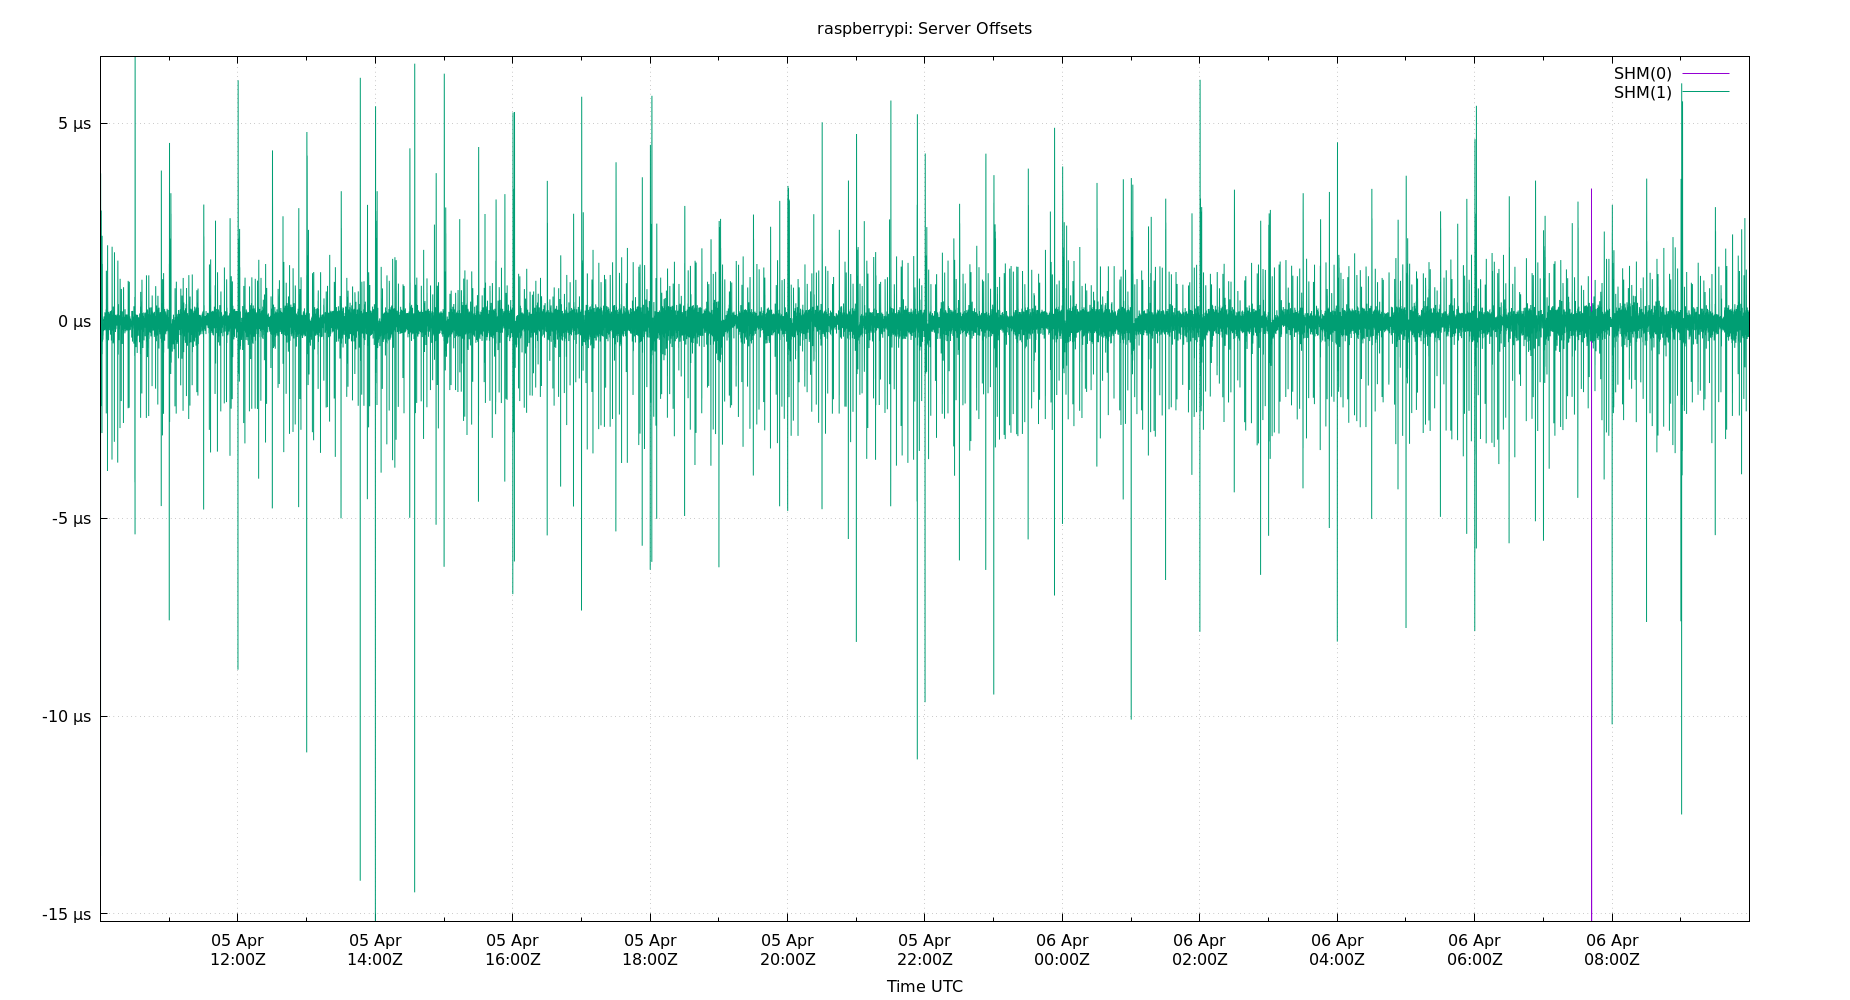 raspberrypi: Server Offsets
SHM(0)
SHM(1)
5 µs
0 µs
-5 µs
-10 µs
-15 µs
05 Apr 05 Apr 05 Apr 05 Apr 05 Apr 05 Apr 06 Apr 06 Apr 06 Apr 06 Apr 06 Apr
12:00Z 14:00Z 16:00Z 18:00Z 20:00Z 22:00Z 00:00Z 02:00Z 04:00Z 06:00Z 08:00Z
Time UTC